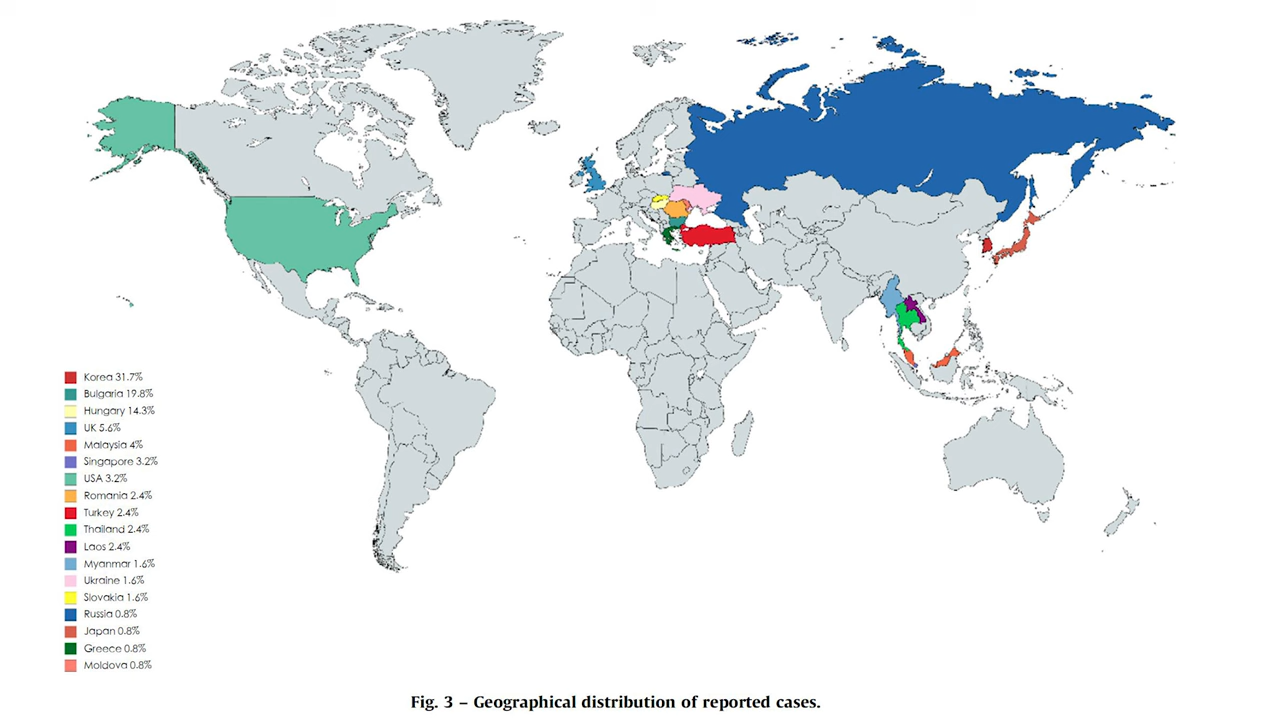 Korea 31.7%
Bulgaria 19.8%
Hungary 14.3%
UK 5.6%
Malaysia 4%
Singapore 3.2%
USA 3.2%
Romania 2.4%
Turkey 2.4%
Thailand 2.4%
Laos 2.4%
Myanmar 1.6%
Ukraine 1.6%
Slovakia 1.6%
Russia 0.8%
Japan 0.8%
Greece 0.8%
Moldova 0.8%
Fig. 3 – Geographical distribution of reported cases.